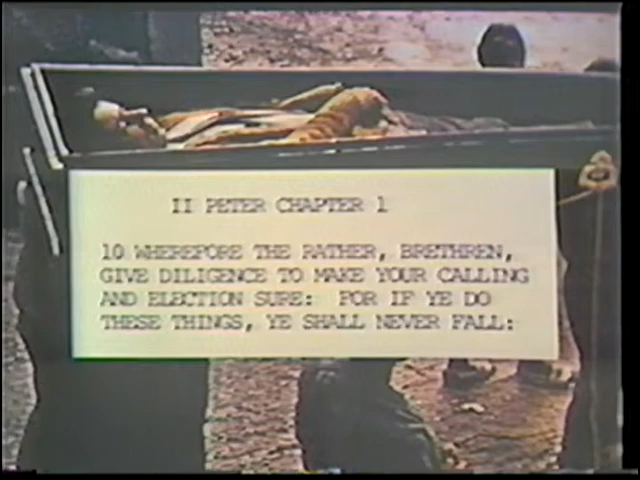 II PETER CHAPTER 1
10 WHEREFORE THE RATHER, BRETHREN,
GIVE DILIGENCE TO MAKE YOUR CALLING
AND ELECTION SURE: FOR IF YE DO
THESE THINGS, YE SHALL NEVER FALL: